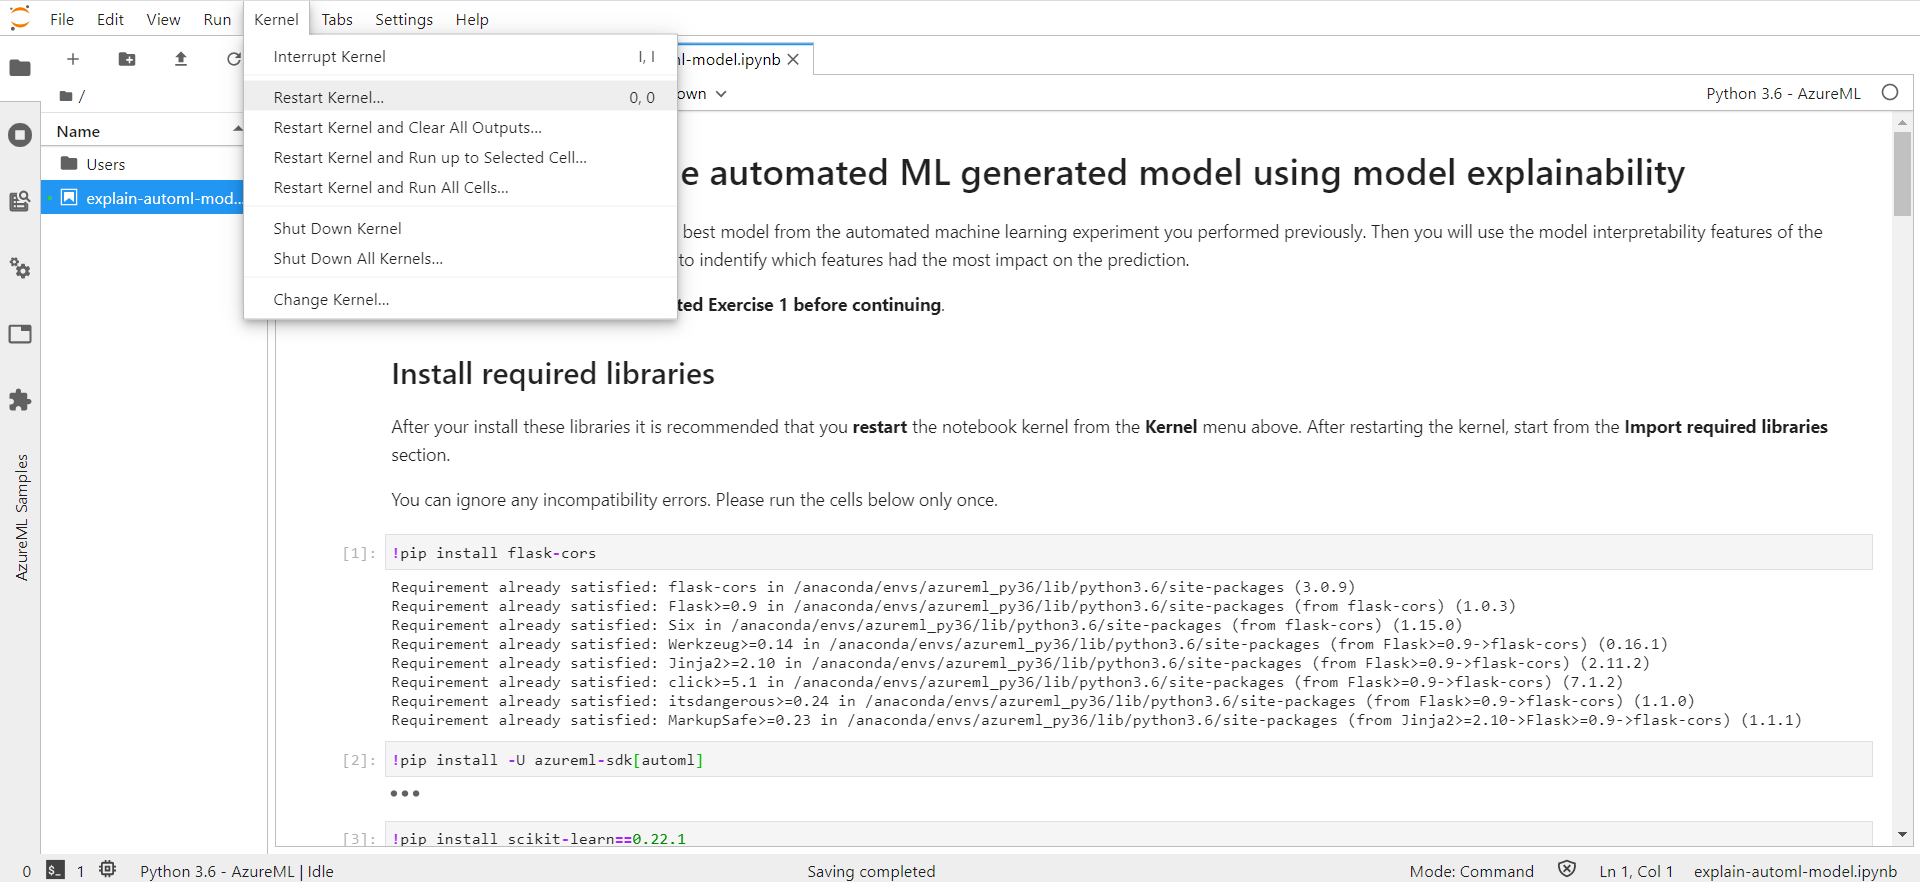 File Edit View Run Kernel Tabs Settings Help
Interrupt Kernel I, I
Restart Kernel... 0, 0
Restart Kernel and Clear All Outputs...
Restart Kernel and Run up to Selected Cell...
Restart Kernel and Run All Cells...
Shut Down Kernel
Shut Down All Kernels...
Change Kernel...
/
Name
Users
explain-automl-mod...
AzureML Samples
ml-model.ipynb
own
Python 3.6 - AzureML
e automated ML generated model using model explainability
best model from the automated machine learning experiment you performed previously. Then you will use the model interpretability features of the
to indentify which features had the most impact on the prediction.
ted Exercise 1 before continuing.
Install required libraries
After your install these libraries it is recommended that you restart the notebook kernel from the Kernel menu above. After restarting the kernel, start from the Import required libraries
section.
You can ignore any incompatibility errors. Please run the cells below only once.
[1]: !pip install flask-cors
Requirement already satisfied: flask-cors in /anaconda/envs/azureml_py36/lib/python3.6/site-packages (3.0.9)
Requirement already satisfied: Flask>=0.9 in /anaconda/envs/azureml_py36/lib/python3.6/site-packages (from flask-cors) (1.0.3)
Requirement already satisfied: Six in /anaconda/envs/azureml_py36/lib/python3.6/site-packages (from flask-cors) (1.15.0)
Requirement already satisfied: Werkzeug>=0.14 in /anaconda/envs/azureml_py36/lib/python3.6/site-packages (from Flask>=0.9->flask-cors) (0.16.1)
Requirement already satisfied: Jinja2>=2.10 in /anaconda/envs/azureml_py36/lib/python3.6/site-packages (from Flask>=0.9->flask-cors) (2.11.2)
Requirement already satisfied: click>=5.1 in /anaconda/envs/azureml_py36/lib/python3.6/site-packages (from Flask>=0.9->flask-cors) (7.1.2)
Requirement already satisfied: itsdangerous>=0.24 in /anaconda/envs/azureml_py36/lib/python3.6/site-packages (from Flask>=0.9->flask-cors) (1.1.0)
Requirement already satisfied: MarkupSafe>=0.23 in /anaconda/envs/azureml_py36/lib/python3.6/site-packages (from Jinja2>=2.10->Flask>=0.9->flask-cors) (1.1.1)
[2]: !pip install -U azureml-sdk[automl]
•••
[3]: !pip install scikit-learn==0.22.1
0 $_ 1 Python 3.6 - AzureML | Idle Saving completed Mode: Command Ln 1, Col 1 explain-automl-model.ipynb